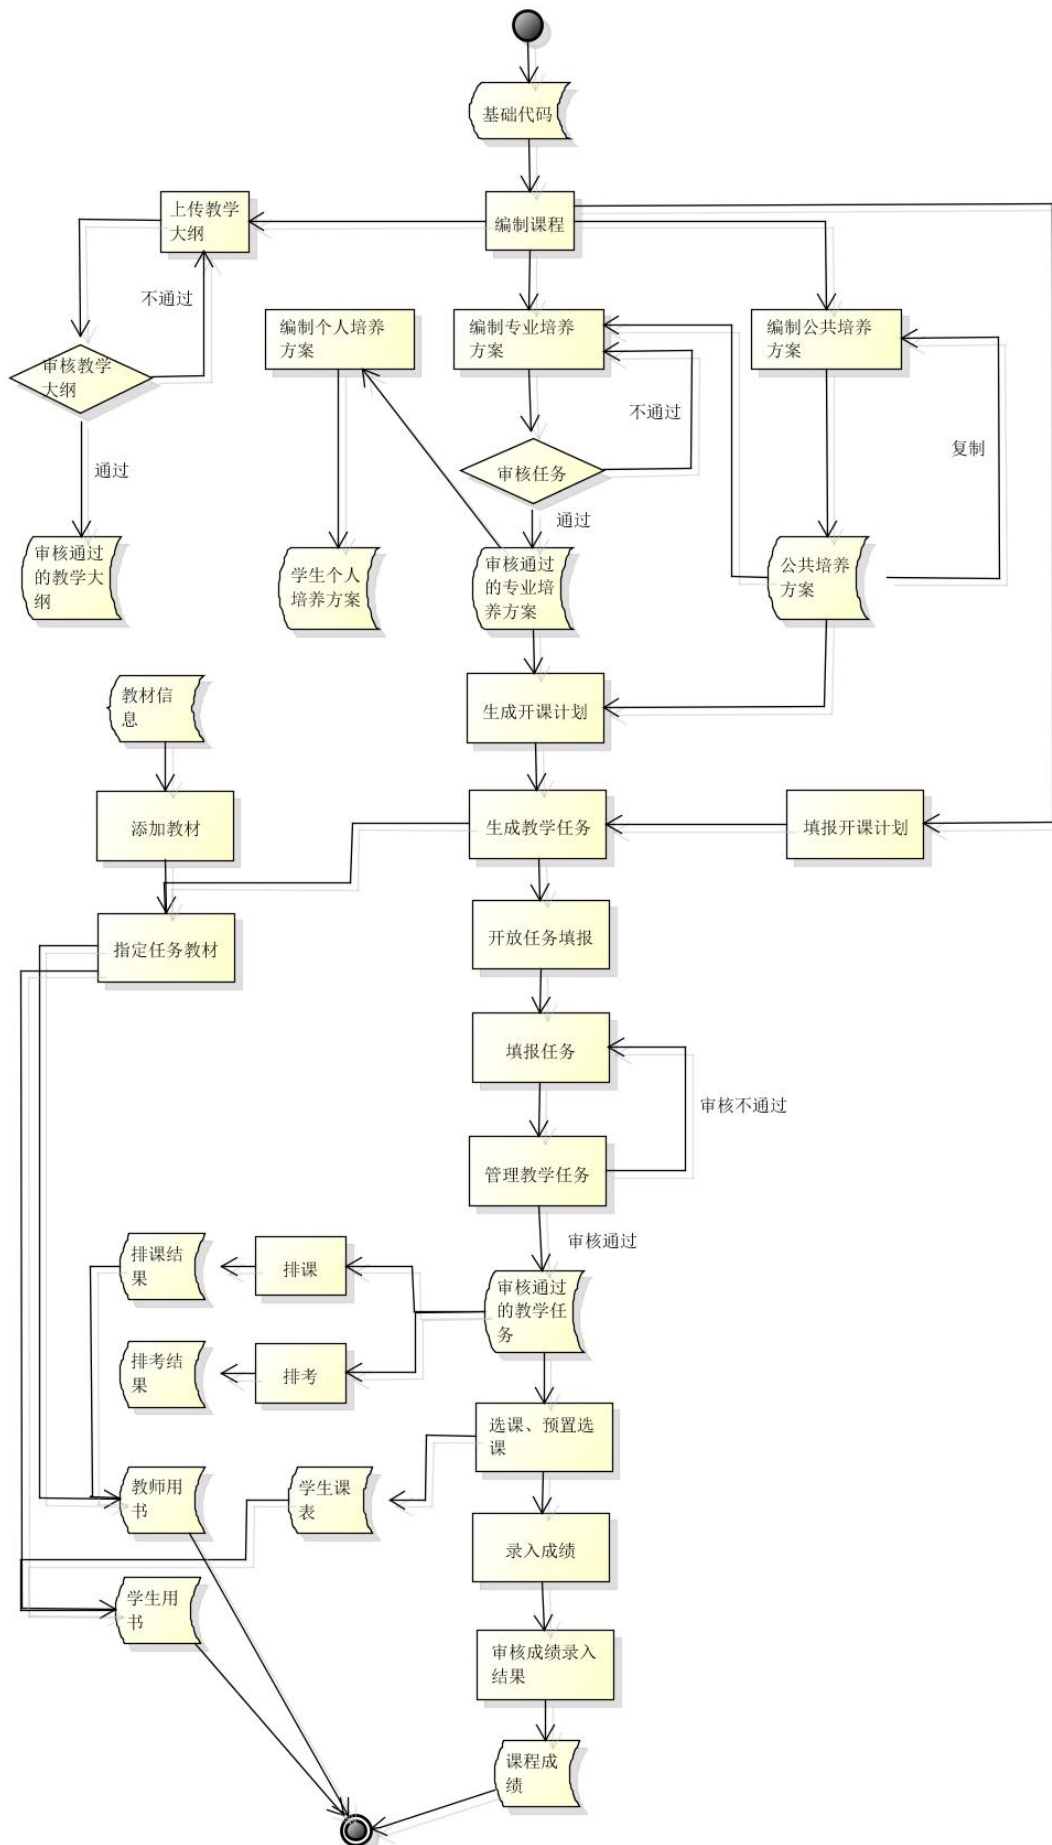 基础代码
上传教学
大纲
编制课程
不通过
编制个人培养
方案
编制专业培养
方案
编制公共培养
方案
审核教学
大纲
不通过
复制
审核任务
通过
通过
审核通过
的教学大
纲
学生个人
培养方案
审核通过
的专业培
养方案
公共培养
方案
教材信
息
生成开课计划
添加教材
生成教学任务
填报开课计划
指定任务教材
开放任务填报
填报任务
审核不通过
管理教学任务
审核通过
排课结
果
排课
审核通过
的教学任
务
排考结
果
排考
选课、预置选
课
教师用
书
学生课
表
录入成绩
学生用
书
审核成绩录入
结果
课程成
绩